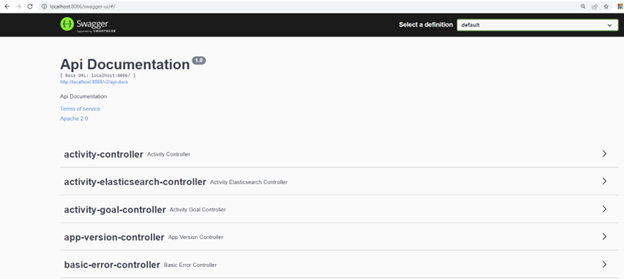 localhost:8086/swagger-ui/#/
Swagger
Supported by SMARTBEAR
Select a definition
default
Api Documentation 1.0
[ Base URL: localhost:8086/ ]
http://localhost:8086/v2/api-docs
Api Documentation
Terms of service
Apache 2.0
activity-controller Activity Controller
activity-elasticsearch-controller Activity Elasticsearch Controller
activity-goal-controller Activity Goal Controller
app-version-controller App Version Controller
basic-error-controller Basic Error Controller